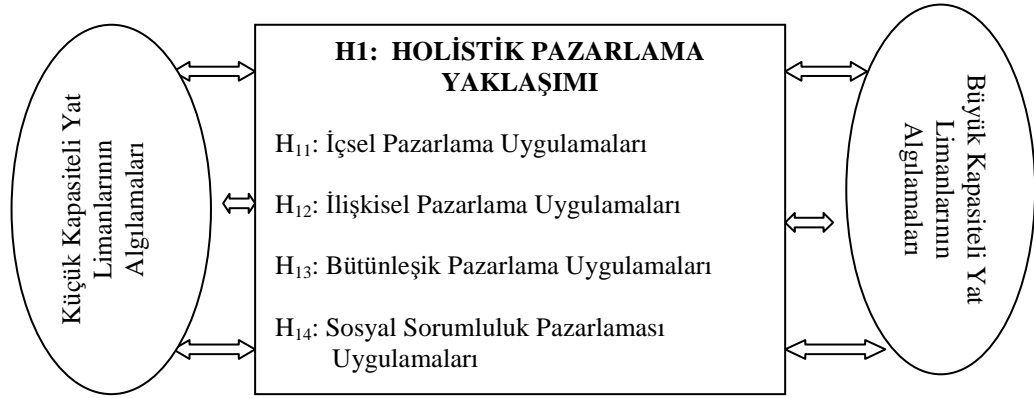 Küçük Kapasiteli Yat
Limanlarının
Algılamaları
H1: HOLİSTİK PAZARLAMA
YAKLAŞIMI
H11: İçsel Pazarlama Uygulamaları
H12: İlişkisel Pazarlama Uygulamaları
H13: Bütünleşik Pazarlama Uygulamaları
H14: Sosyal Sorumluluk Pazarlaması
Uygulamaları
Büyük Kapasiteli Yat
Limanlarının
Algılamaları